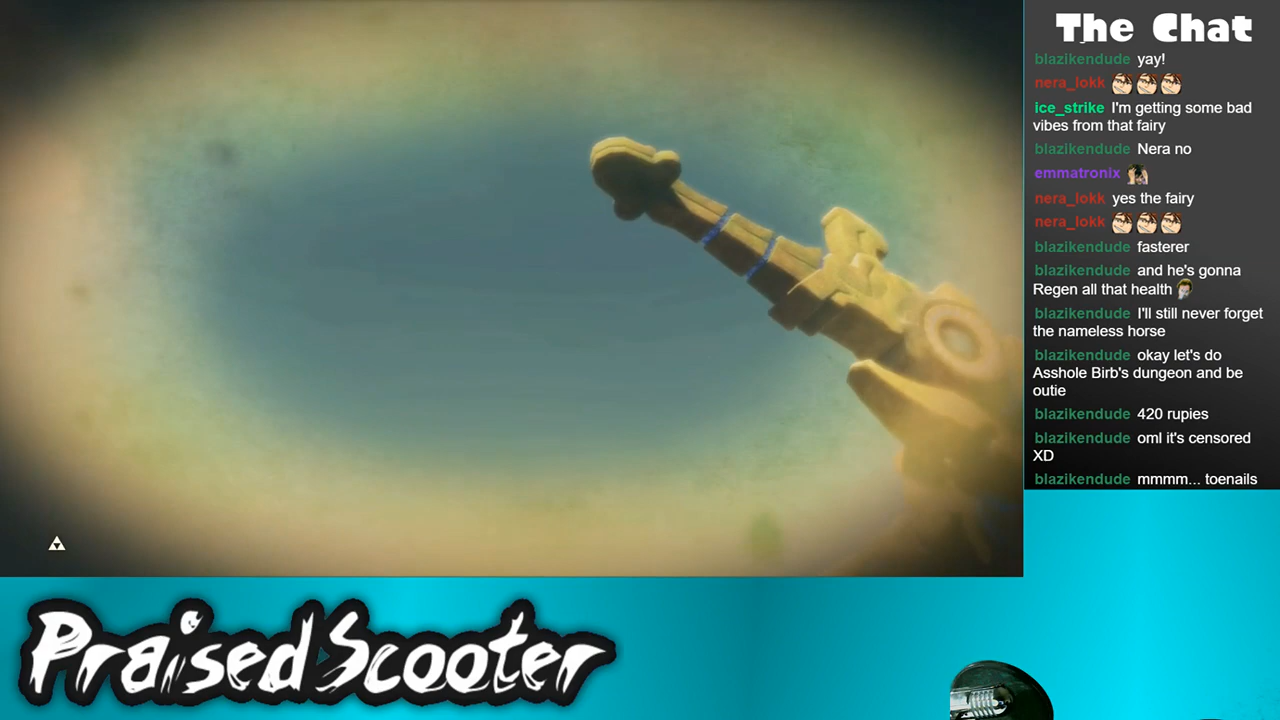 The Chat
blazikendude yay!
nera_lokk
ice_strike I'm getting some bad
vibes from that fairy
blazikendude Nera no
emmatronix
nera_lokk yes the fairy
nera_lokk
blazikendude fasterer
blazikendude and he's gonna
Regen all that health
blazikendude I'll still never forget
the nameless horse
blazikendude okay let's do
Asshole Birb's dungeon and be
outie
blazikendude 420 rupies
blazikendude oml it's censored
XD
blazikendude mmmm... toenails
PraisedScooter